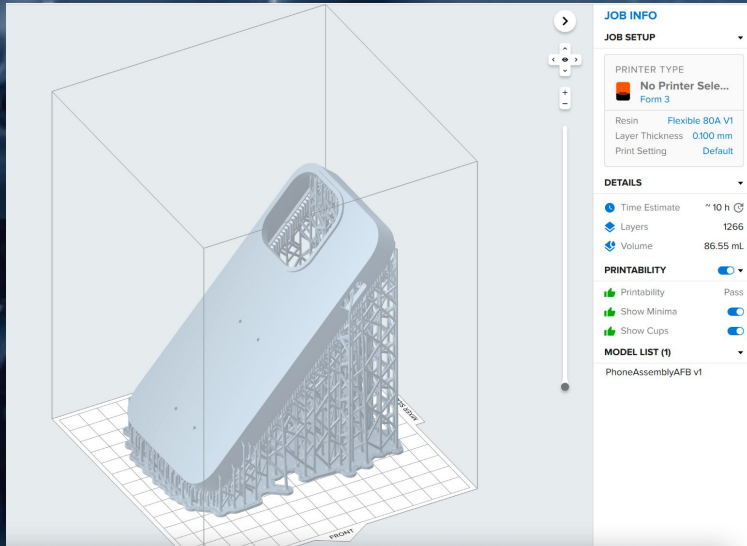 JOB INFO
JOB SETUP
PRINTER TYPE
No Printer Sele...
Form 3
Resin Flexible 80A V1
Layer Thickness 0.100 mm
Print Setting Default
DETAILS
Time Estimate ~ 10 h
Layers 1266
Volume 86.55 mL
PRINTABILITY
Printability Pass
Show Minima
Show Cups
MODEL LIST (1)
PhoneAssemblyAFB v1
FRONT